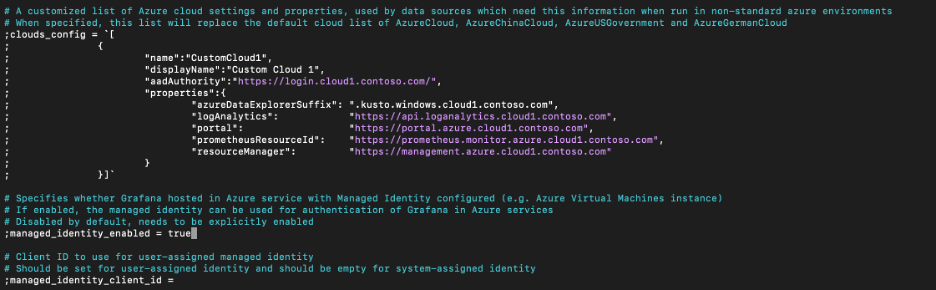 # A customized list of Azure cloud settings and properties, used by data sources which need this information when run in non-standard azure environments
# When specified, this list will replace the default cloud list of AzureCloud, AzureChinaCloud, AzureUSGovernment and AzureGermanCloud
;clouds_config = `[
;               {
;                       "name":"CustomCloud1",
;                       "displayName":"Custom Cloud 1",
;                       "aadAuthority":"https://login.cloud1.contoso.com/",
;                       "properties":{
;                               "azureDataExplorerSuffix": ".kusto.windows.cloud1.contoso.com",
;                               "logAnalytics":            "https://api.loganalytics.cloud1.contoso.com",
;                               "portal":                  "https://portal.azure.cloud1.contoso.com",
;                               "prometheusResourceId":    "https://prometheus.monitor.azure.cloud1.contoso.com",
;                               "resourceManager":         "https://management.azure.cloud1.contoso.com"
;                       }
;               }]`
# Specifies whether Grafana hosted in Azure service with Managed Identity configured (e.g. Azure Virtual Machines instance)
# If enabled, the managed identity can be used for authentication of Grafana in Azure services
# Disabled by default, needs to be explicitly enabled
;managed_identity_enabled = true
# Client ID to use for user-assigned managed identity
# Should be set for user-assigned identity and should be empty for system-assigned identity
;managed_identity_client_id =